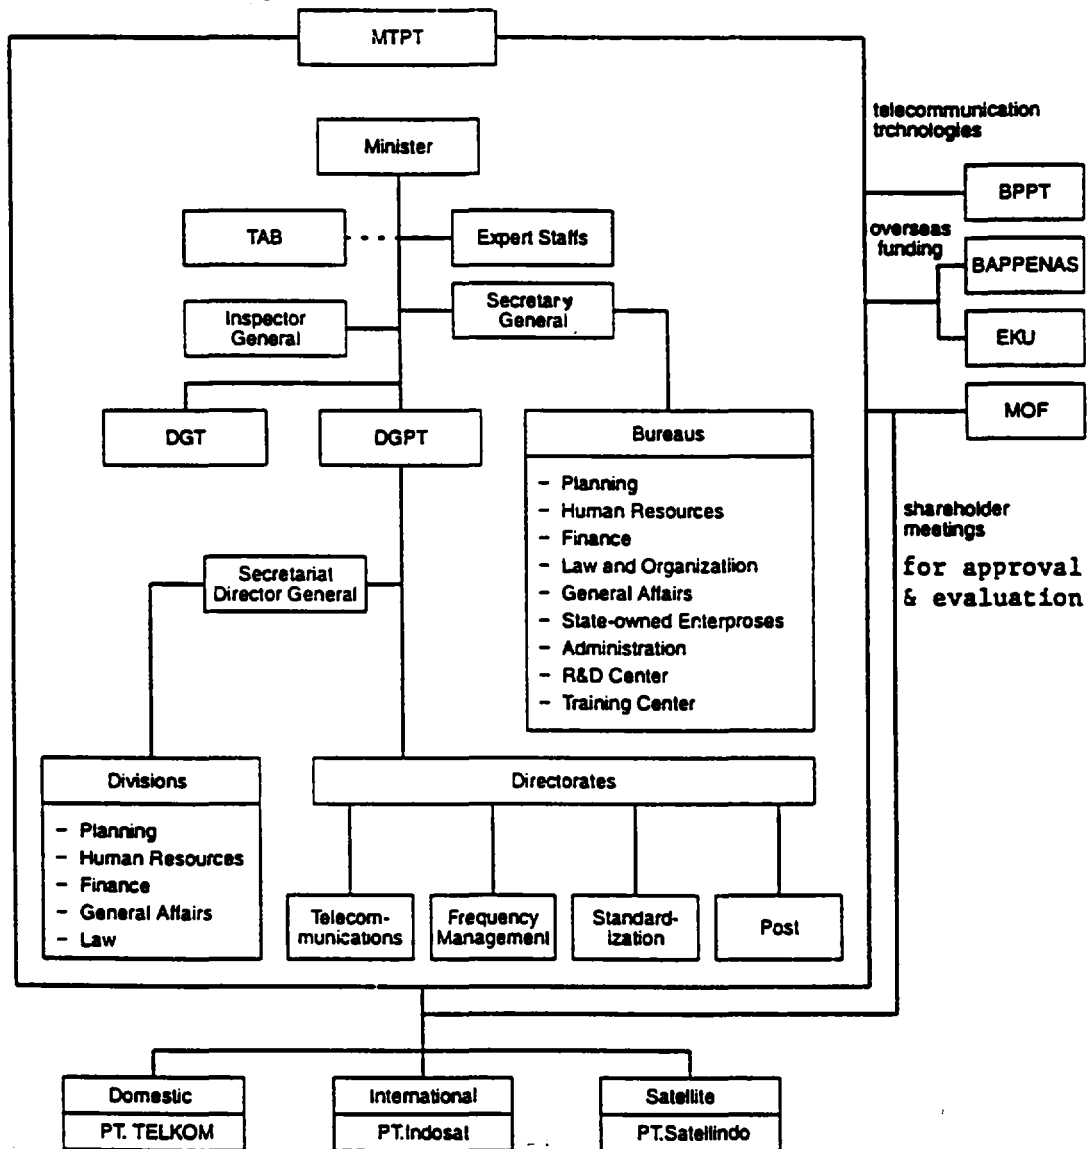 MTPT
telecommunication
trchnologies
Minister
BPPT
TAB
Expert Staffs
overseas
funding
BAPPENAS
Inspector
General
Secretary
General
EKU
MOF
DGT
DGPT
Bureaus
- Planning
- Human Resources
- Finance
- Law and Organizatiion
- General Affairs
- State-owned Enterproses
- Administration
- R&D Center
- Training Center
shareholder
meetings
for approval
& evaluation
Secretariat
Director General
Divisions
- Planning
- Human Resources
- Finance
- General Affairs
- Law
Directorates
Telecom-
munications
Frequency
Management
Standard-
ization
Post
Domestic
PT. TELKOM
International
PT.Indosat
Satellite
PT.Satellindo